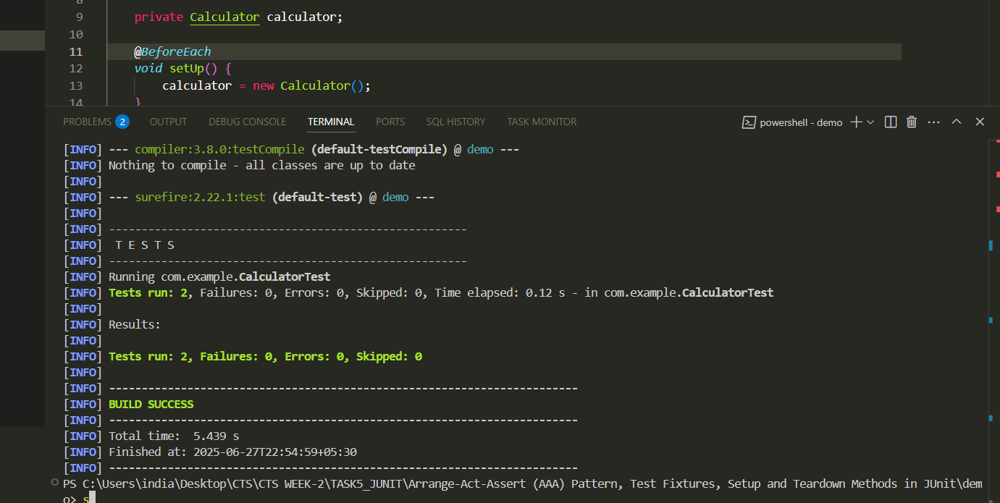 8
9 private Calculator calculator;
10
11 @BeforeEach
12 void setUp() {
13 calculator = new Calculator();
14 }
PROBLEMS 2 OUTPUT DEBUG CONSOLE TERMINAL PORTS SQL HISTORY TASK MONITOR powershell - demo
[INFO] --- compiler:3.8.0:testCompile (default-testCompile) @ demo ---
[INFO] Nothing to compile - all classes are up to date
[INFO]
[INFO] --- surefire:2.22.1:test (default-test) @ demo ---
[INFO]
[INFO] -------------------------------------------------------
[INFO]  T E S T S
[INFO] -------------------------------------------------------
[INFO] Running com.example.CalculatorTest
[INFO] Tests run: 2, Failures: 0, Errors: 0, Skipped: 0, Time elapsed: 0.12 s - in com.example.CalculatorTest
[INFO]
[INFO] Results:
[INFO]
[INFO] Tests run: 2, Failures: 0, Errors: 0, Skipped: 0
[INFO]
[INFO] ------------------------------------------------------------------------
[INFO] BUILD SUCCESS
[INFO] ------------------------------------------------------------------------
[INFO] Total time:  5.439 s
[INFO] Finished at: 2025-06-27T22:54:59+05:30
[INFO] ------------------------------------------------------------------------
PS C:\Users\india\Desktop\CTS\CTS WEEK-2\TASK5_JUNIT\Arrange-Act-Assert (AAA) Pattern, Test Fixtures, Setup and Teardown Methods in JUnit\dem
o> s